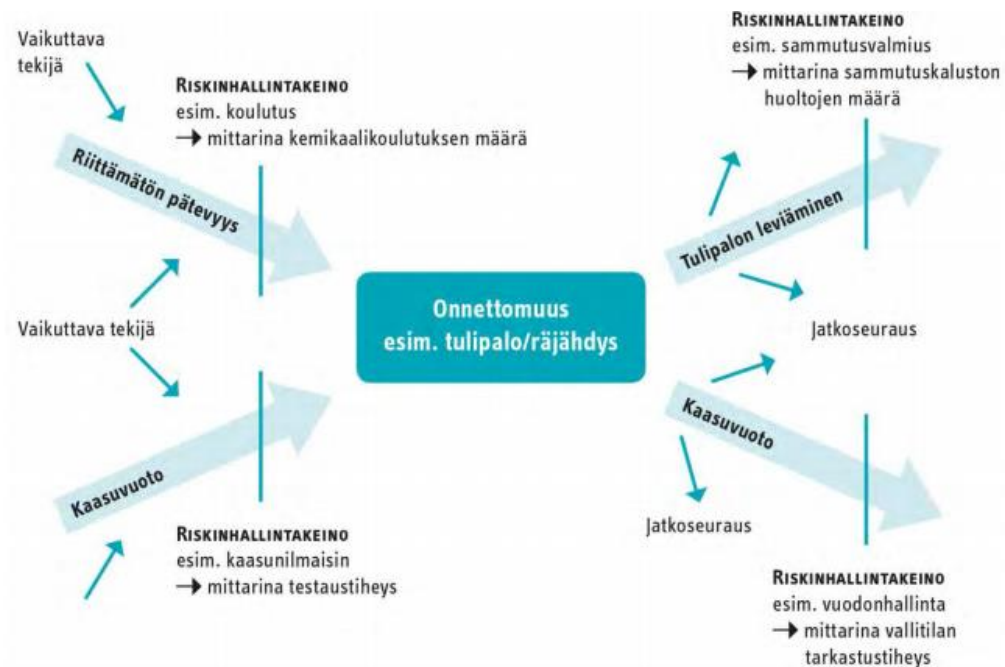 Vaikuttava
tekijä
RISKINHALLINTAKEINO
esim. koulutus
→ mittarina kemikaalikoulutuksen määrä
Riittämätön pätevyys
Vaikuttava tekijä
Kaasuvuoto
RISKINHALLINTAKEINO
esim. kaasunilmaisin
→ mittarina testaustiheys
Onnettomuus
esim. tulipalo/räjähdys
RISKINHALLINTAKEINO
esim. sammutusvalmius
→ mittarina sammutuskaluston
huoltojen määrä
Tulipalon leviäminen
Jatkoseuraus
Kaasuvuoto
Jatkoseuraus
RISKINHALLINTAKEINO
esim. vuodonhallinta
→ mittarina vallitilan
tarkastustiheys